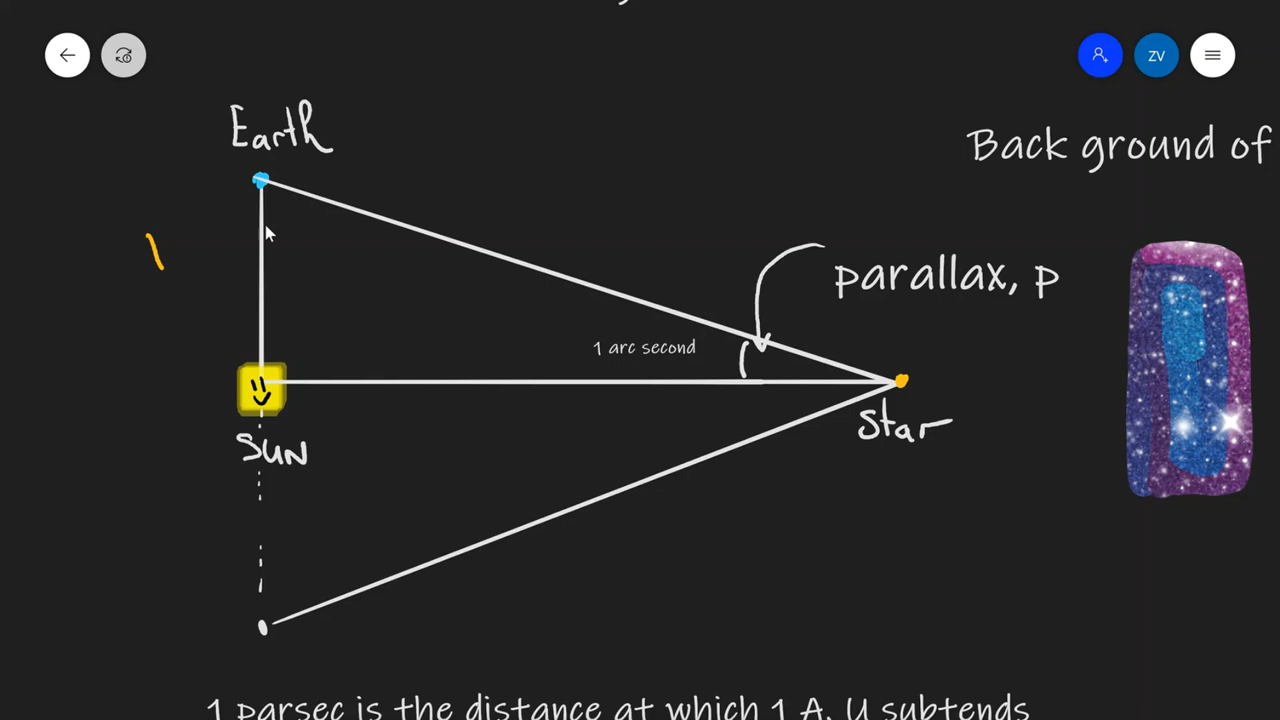 ZV
Earth
Back ground of
parallax, p
1 arc second
Star
SUN
1 parsec is the distance at which 1 A. U subtends